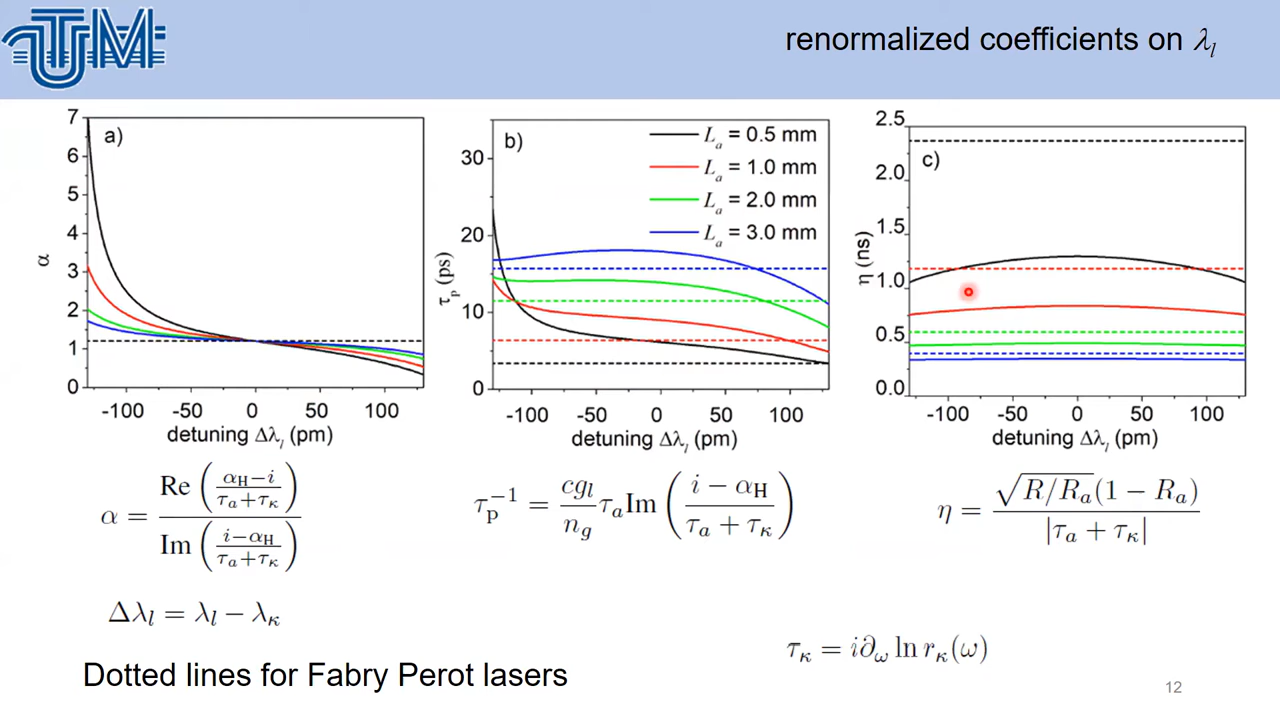 UTM
renormalized coefficients on λ_l
a)
7
6
5
4
3
2
1
0
α
-100 -50 0 50 100
detuning Δλ_l (pm)
b)
L_a = 0.5 mm
L_a = 1.0 mm
L_a = 2.0 mm
L_a = 3.0 mm
30
20
10
0
τ_p (ps)
-100 -50 0 50 100
detuning Δλ_l (pm)
c)
2.5
2.0
1.5
1.0
0.5
0.0
η (ns)
-100 -50 0 50 100
detuning Δλ_l (pm)
α = Re((α_H − i)/(τ_a + τ_κ)) / Im((i − α_H)/(τ_a + τ_κ))
τ_p^{-1} = (cg_l/n_g) τ_a Im((i − α_H)/(τ_a + τ_κ))
η = √(R/R_a)(1 − R_a) / |τ_a + τ_κ|
Δλ_l = λ_l − λ_κ
τ_κ = i∂_ω ln r_κ(ω)
Dotted lines for Fabry Perot lasers
12